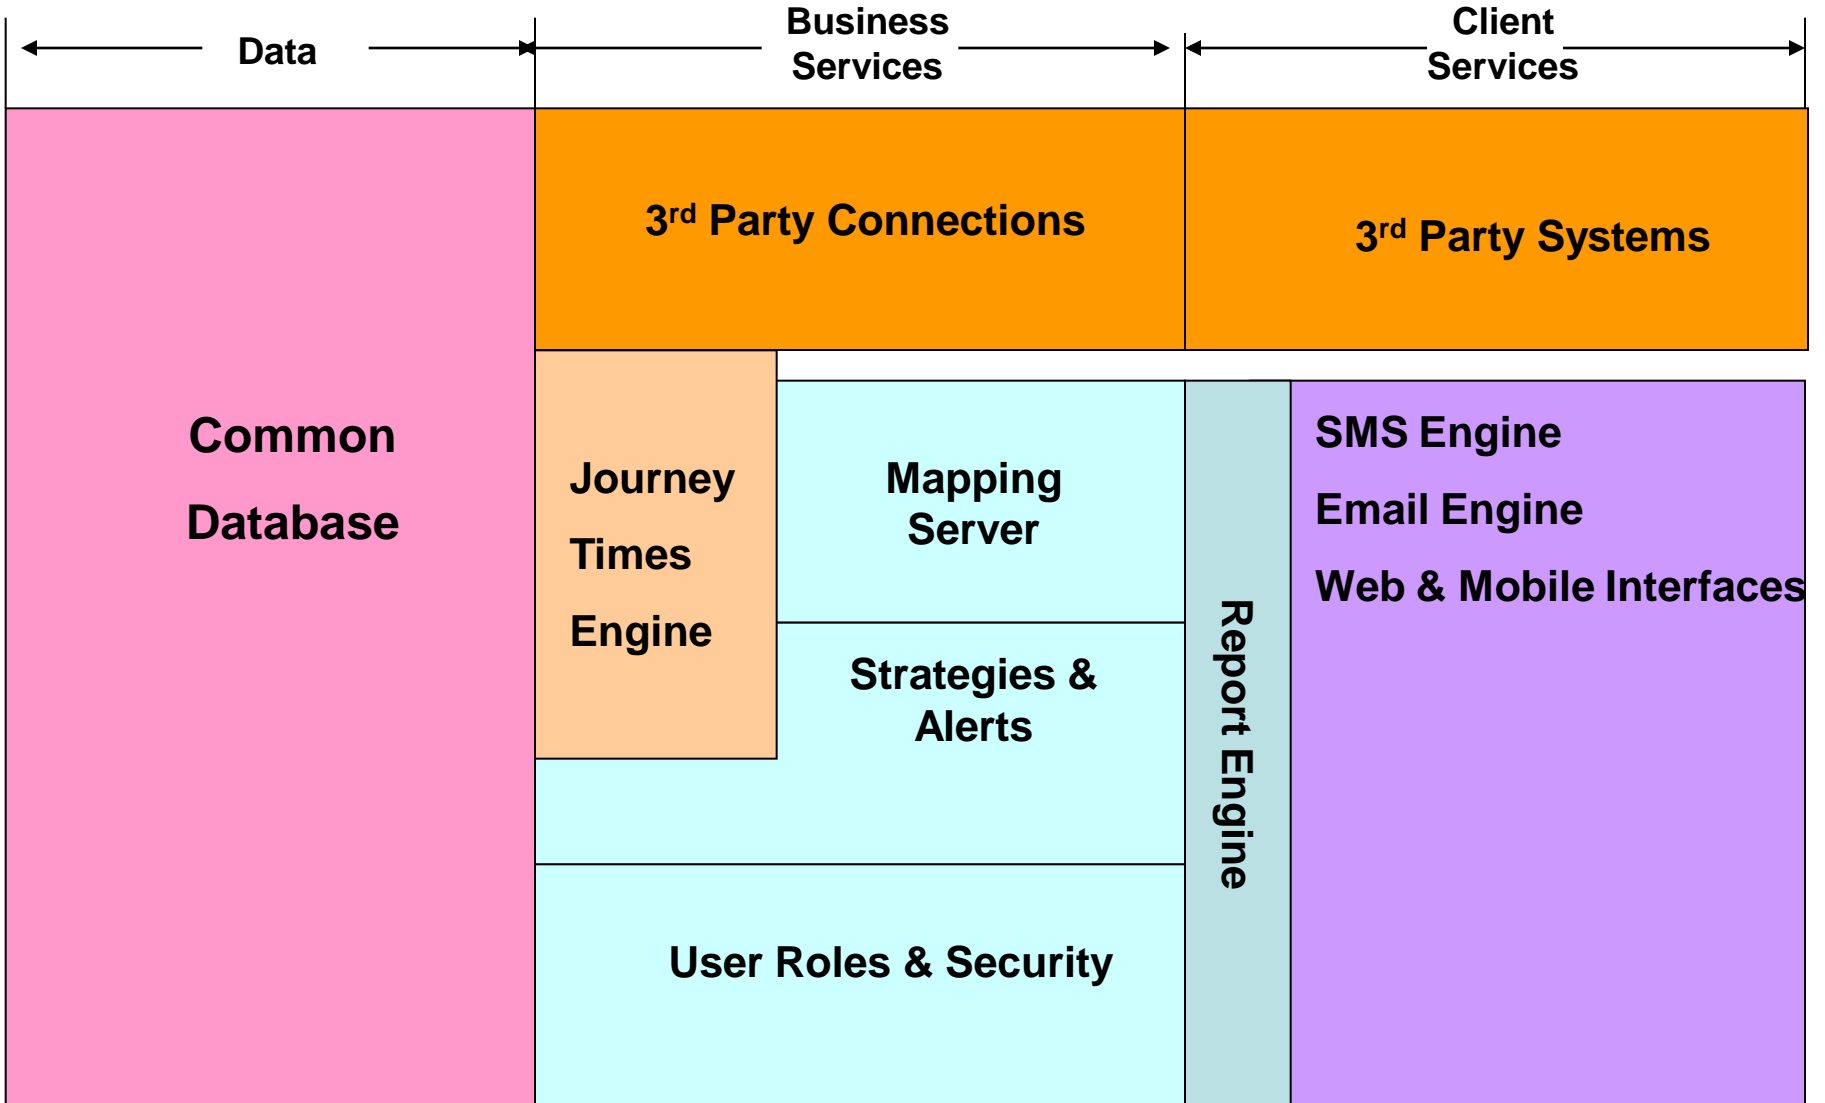 Data
Business
Services
Client
Services
3rd Party Connections
3rd Party Systems
Common
Database
Journey
Times
Engine
Mapping
Server
Strategies &
Alerts
User Roles & Security
Report Engine
SMS Engine
Email Engine
Web & Mobile Interfaces